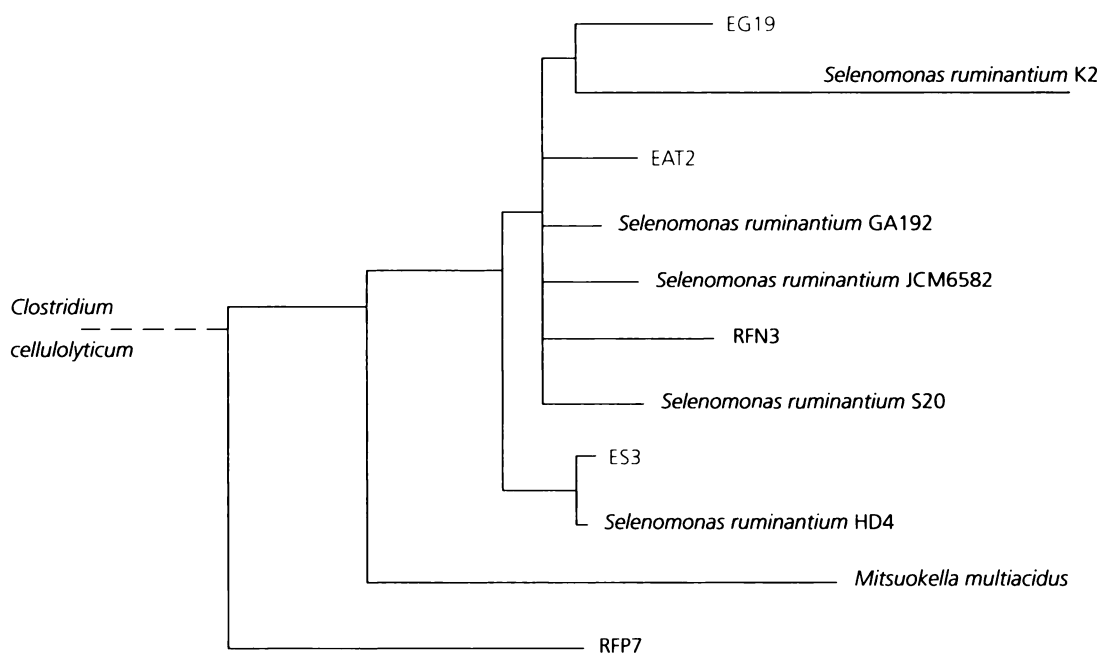 EG19
Selenomonas ruminantium K2
EAT2
Selenomonas ruminantium GA192
Selenomonas ruminantium JCM6582
Clostridium
cellulolyticum
RFN3
Selenomonas ruminantium S20
ES3
Selenomonas ruminantium HD4
Mitsuokella multiacidus
RFP7